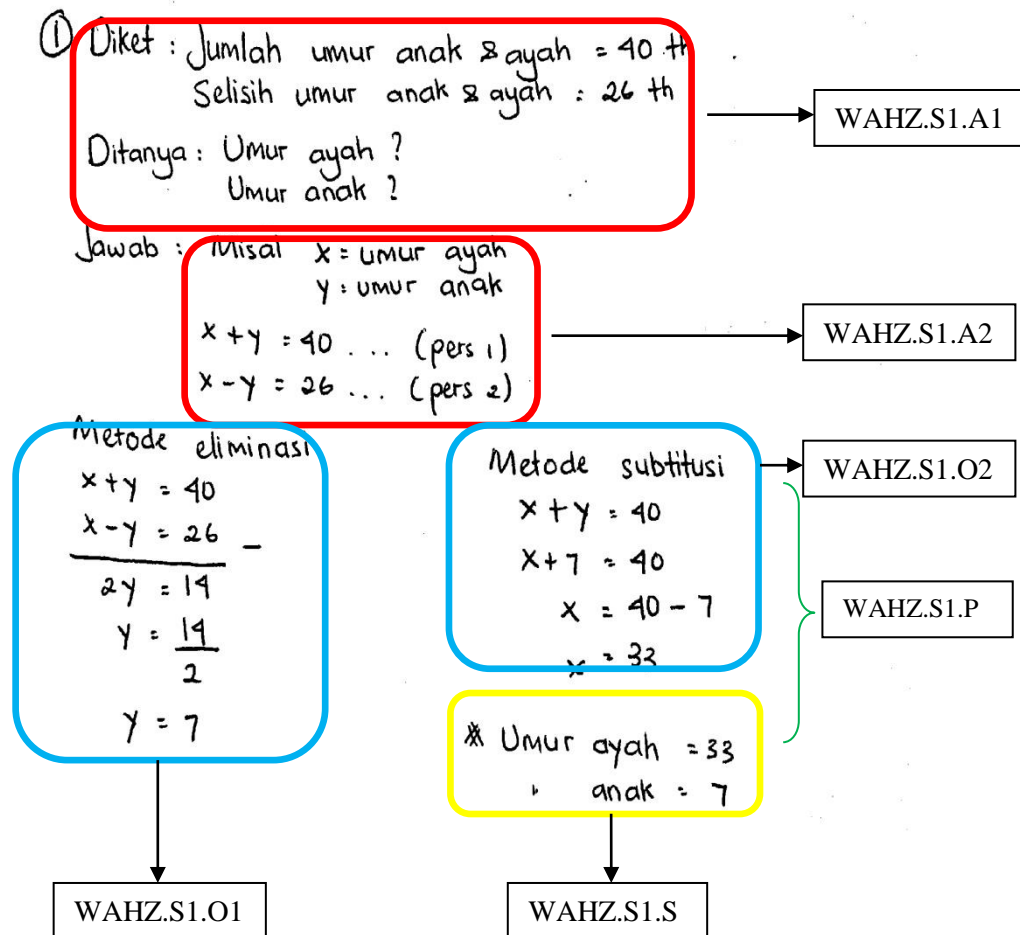 ① Diket : Jumlah umur anak & ayah = 40 th
Selisih umur anak & ayah = 26 th
WAHZ.S1.A1
Ditanya : Umur ayah ?
Umur anak ?
Jawab : Misal x = umur ayah
y = umur anak
x + y = 40 ... (pers 1)
x - y = 26 ... (pers 2)
WAHZ.S1.A2
Metode eliminasi
x + y = 40
x - y = 26 -
2y = 14
y = 14
2
y = 7
Metode subtitusi
x + y = 40
x + 7 = 40
x = 40 - 7
x = 33
WAHZ.S1.O2
WAHZ.S1.P
* Umur ayah = 33
" anak = 7
WAHZ.S1.O1
WAHZ.S1.S